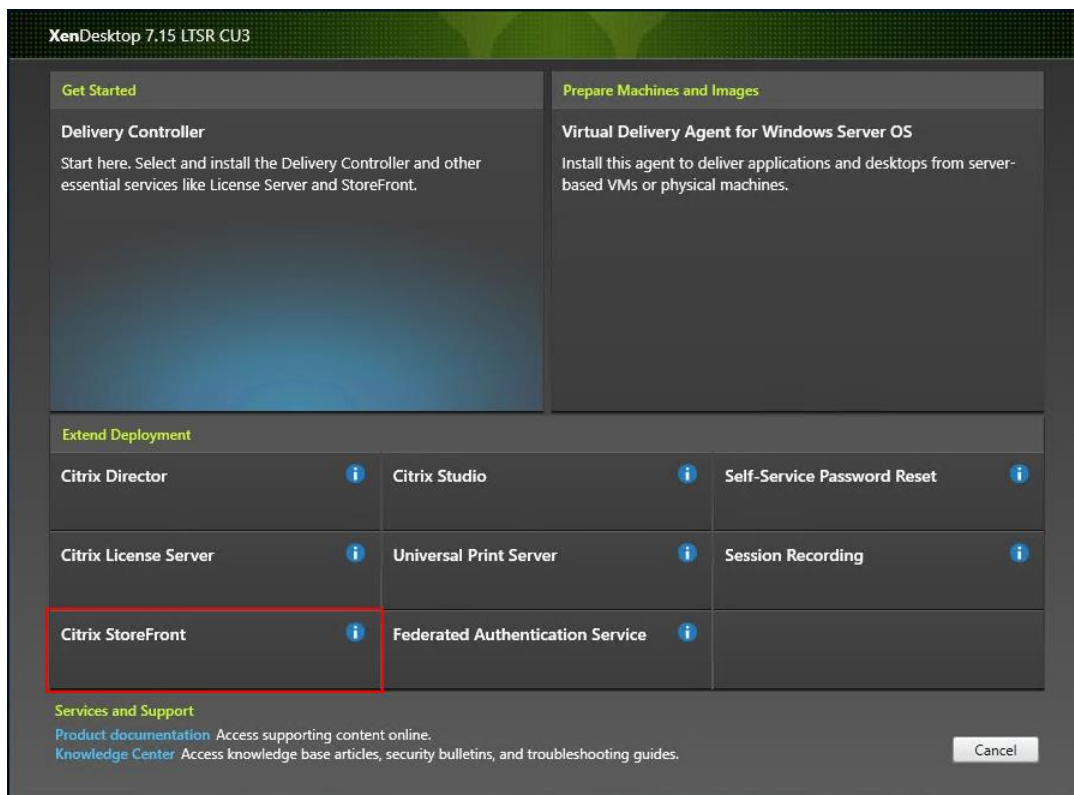 XenDesktop 7.15 LTSR CU3
Get Started
Delivery Controller
Start here. Select and install the Delivery Controller and other
essential services like License Server and StoreFront.
Prepare Machines and Images
Virtual Delivery Agent for Windows Server OS
Install this agent to deliver applications and desktops from server-
based VMs or physical machines.
Extend Deployment
Citrix Director
Citrix Studio
Self-Service Password Reset
Citrix License Server
Universal Print Server
Session Recording
Citrix StoreFront
Federated Authentication Service
Services and Support
Product documentation Access supporting content online.
Knowledge Center Access knowledge base articles, security bulletins, and troubleshooting guides.
Cancel